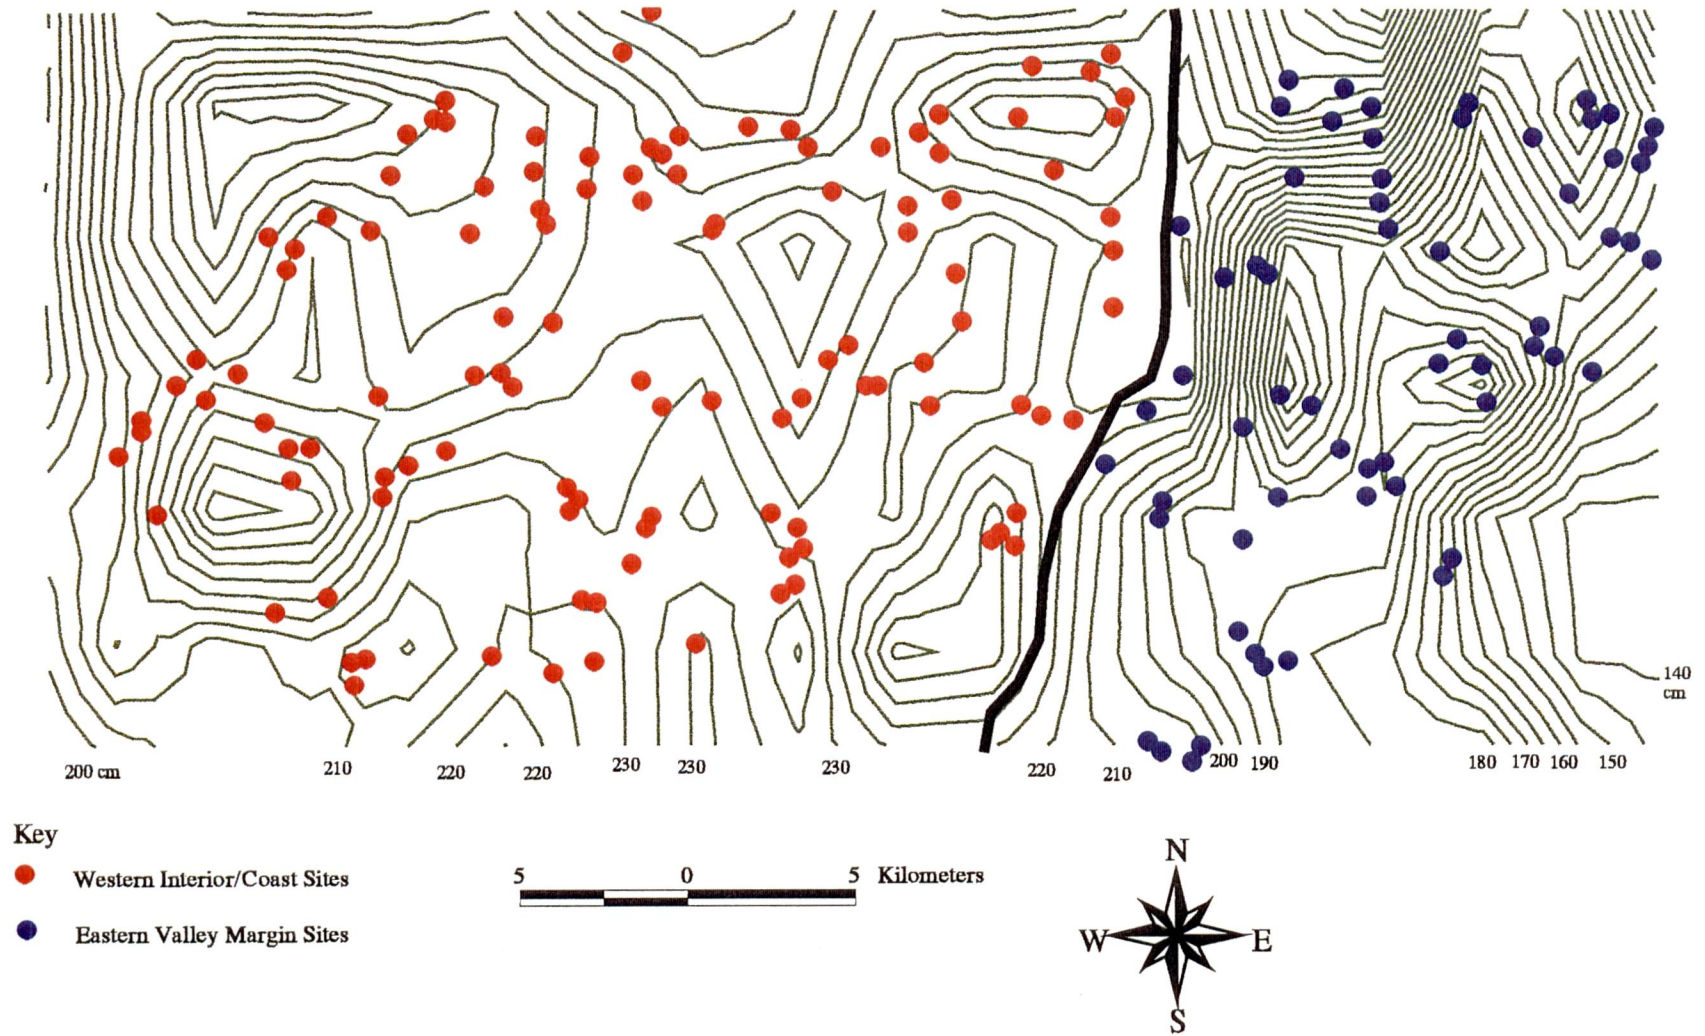 140
cm
200 cm 210 220 220 230 230 230 220 210 200 190 180 170 160 150
Key
Western Interior/Coast Sites
Eastern Valley Margin Sites
5 0 5 Kilometers
N
W E
S